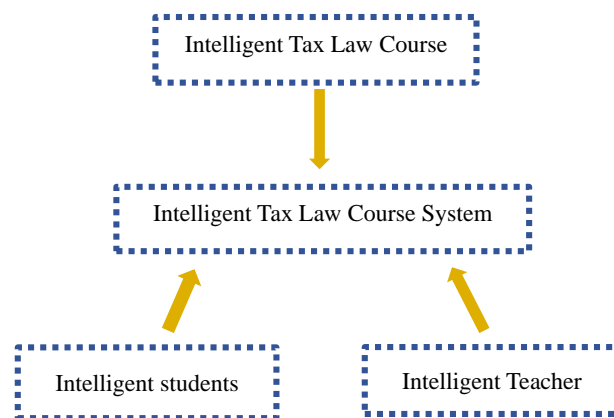 Intelligent Tax Law Course
Intelligent Tax Law Course System
Intelligent students
Intelligent Teacher